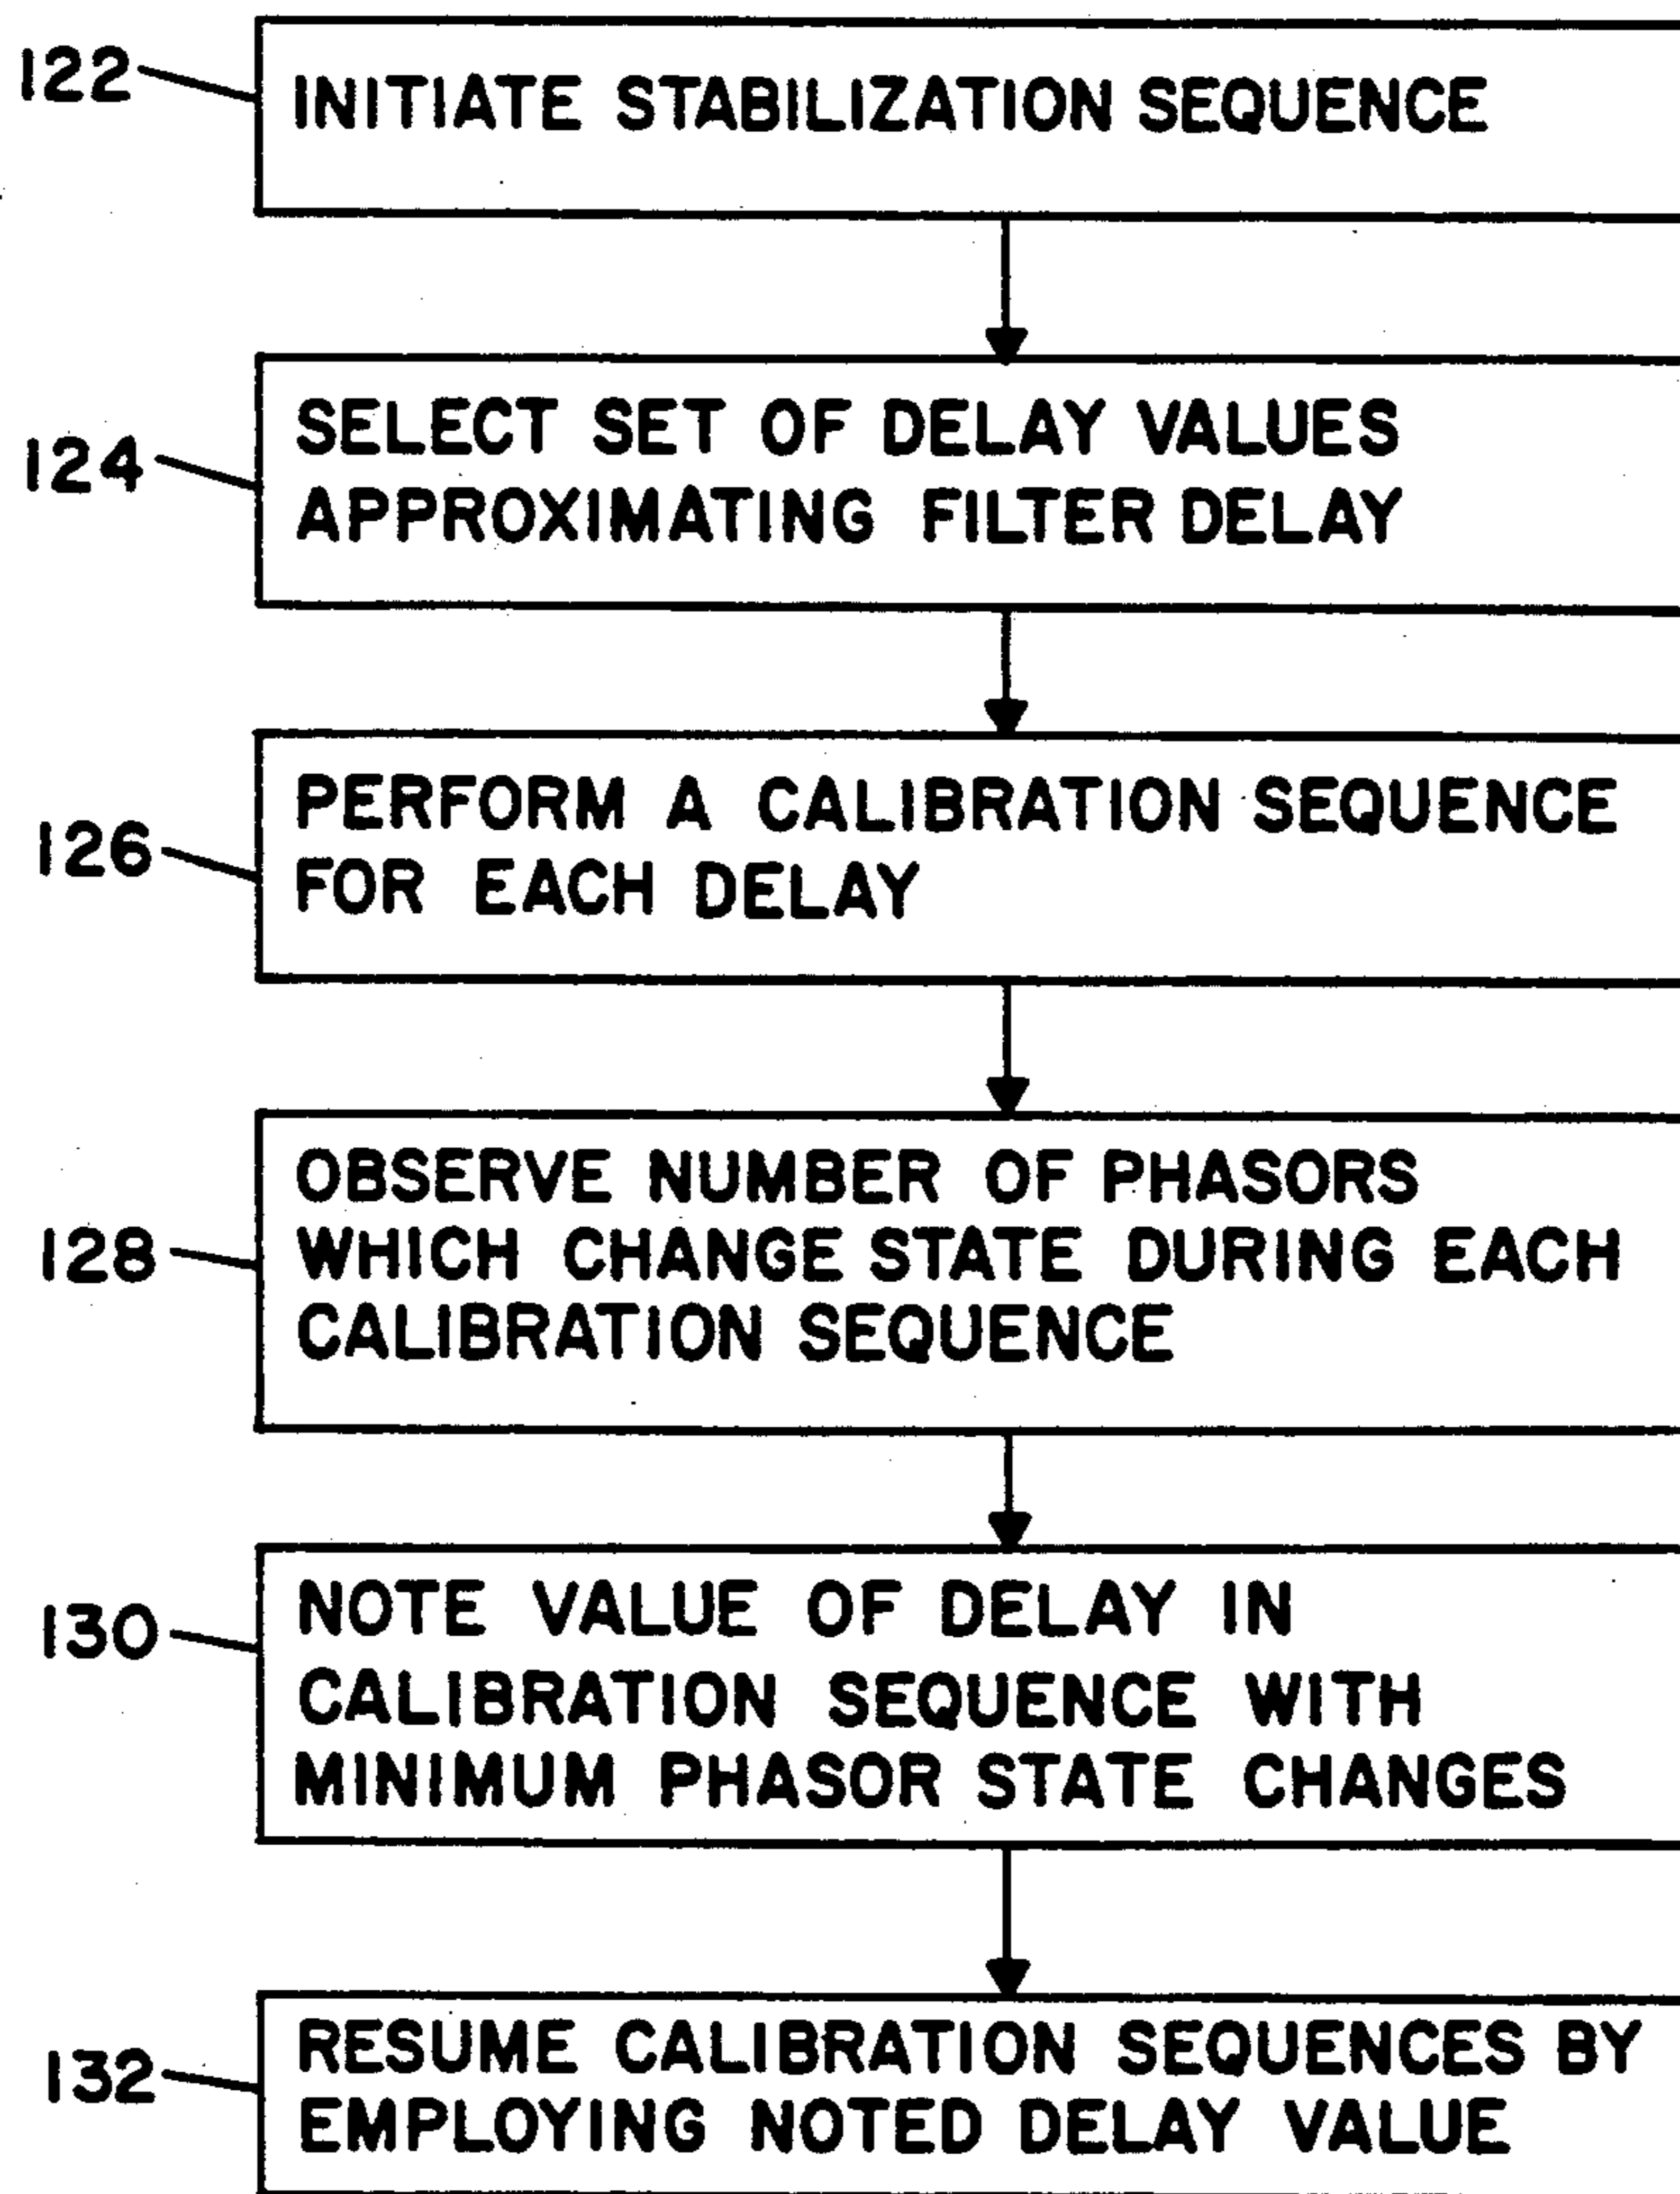 122
INITIATE STABILIZATION SEQUENCE
124
SELECT SET OF DELAY VALUES
APPROXIMATING FILTER DELAY
126
PERFORM A CALIBRATION SEQUENCE
FOR EACH DELAY
128
OBSERVE NUMBER OF PHASORS
WHICH CHANGE STATE DURING EACH
CALIBRATION SEQUENCE
130
NOTE VALUE OF DELAY IN
CALIBRATION SEQUENCE WITH
MINIMUM PHASOR STATE CHANGES
132
RESUME CALIBRATION SEQUENCES BY
EMPLOYING NOTED DELAY VALUE